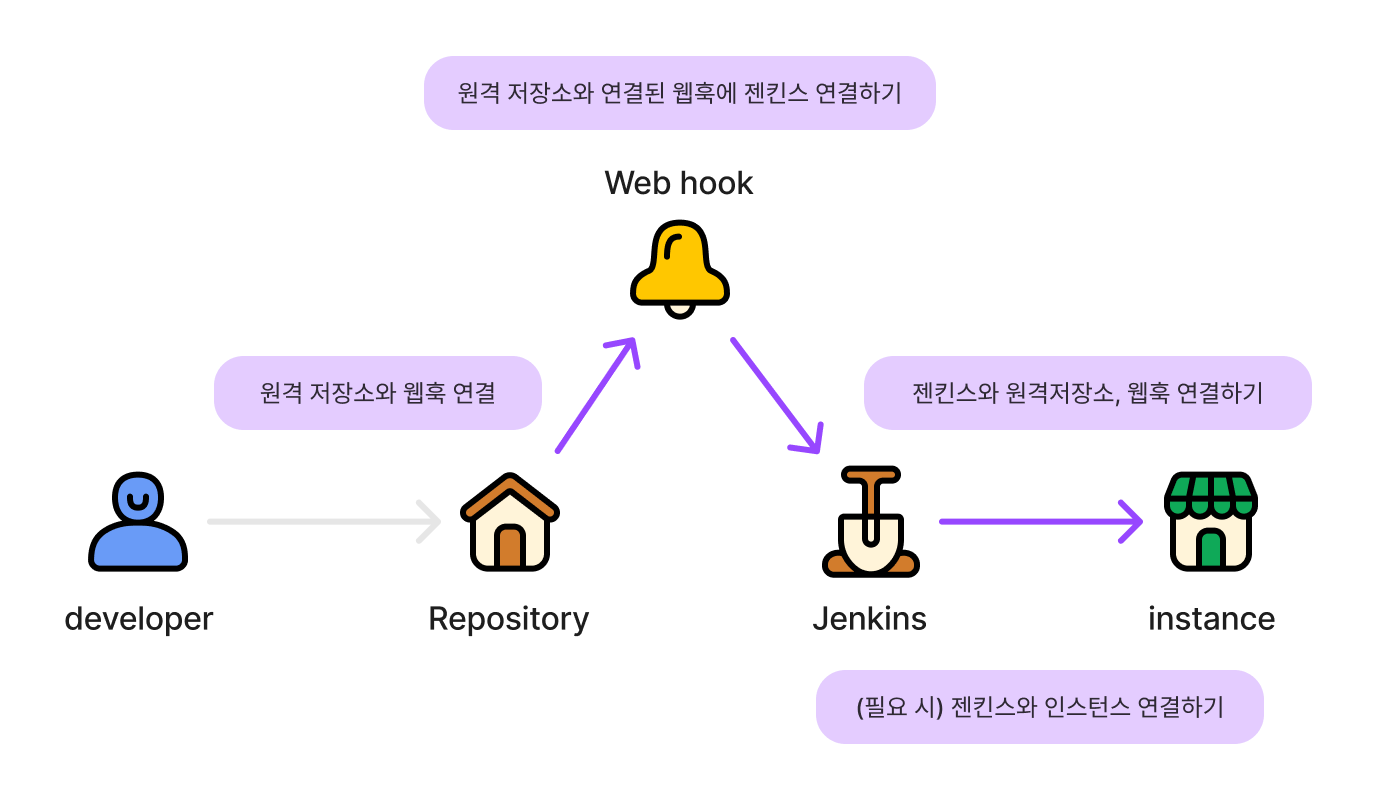 원격 저장소와 연결된 웹훅에 젠킨스 연결하기
Web hook
원격 저장소와 웹훅 연결
젠킨스와 원격저장소, 웹훅 연결하기
developer
Repository
Jenkins
instance
(필요 시) 젠킨스와 인스턴스 연결하기